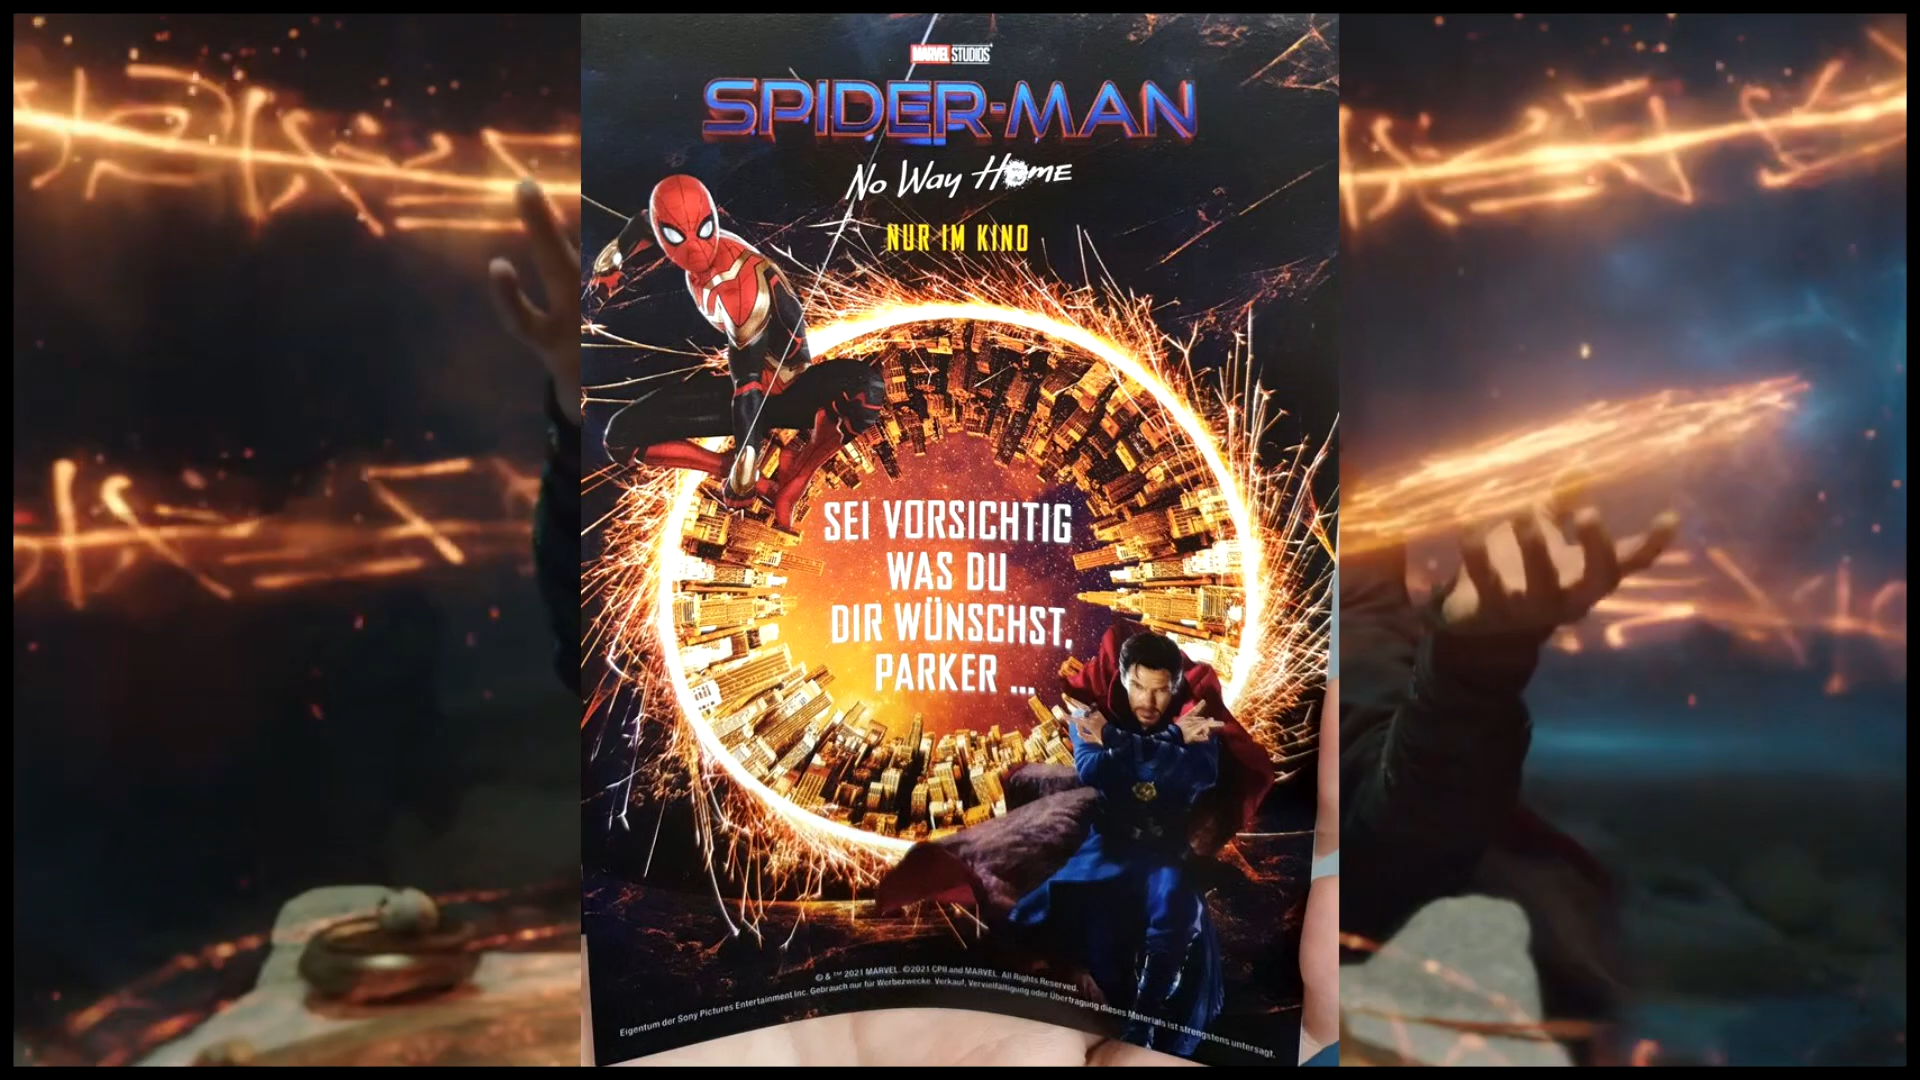 MARVEL STUDIOS
SPIDER-MAN
No Way Home
NUR IM KINO
SEI VORSICHTIG
WAS DU
DIR WÜNSCHST,
PARKER ...
© & ™ 2021 MARVEL. ©2021 CPII and MARVEL. All Rights Reserved.
Eigentum der Sony Pictures Entertainment Inc. Gebrauch nur für Werbezwecke. Verkauf, Vervielfältigung oder Übertragung dieses Materials ist strengstens untersagt.